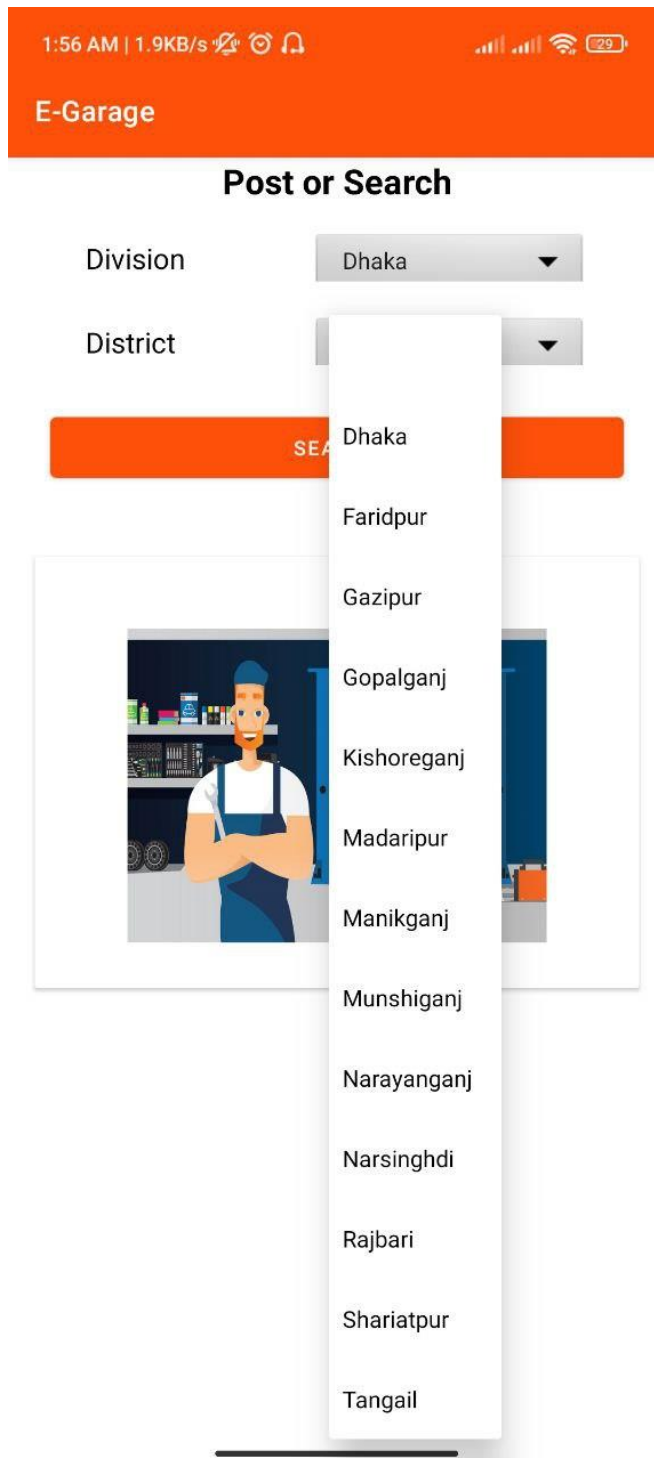 1:56 AM | 1.9KB/s 29
E-Garage
Post or Search
Division Dhaka
District
SEA
Dhaka
Faridpur
Gazipur
Gopalganj
Kishoreganj
Madaripur
Manikganj
Munshiganj
Narayanganj
Narsinghdi
Rajbari
Shariatpur
Tangail